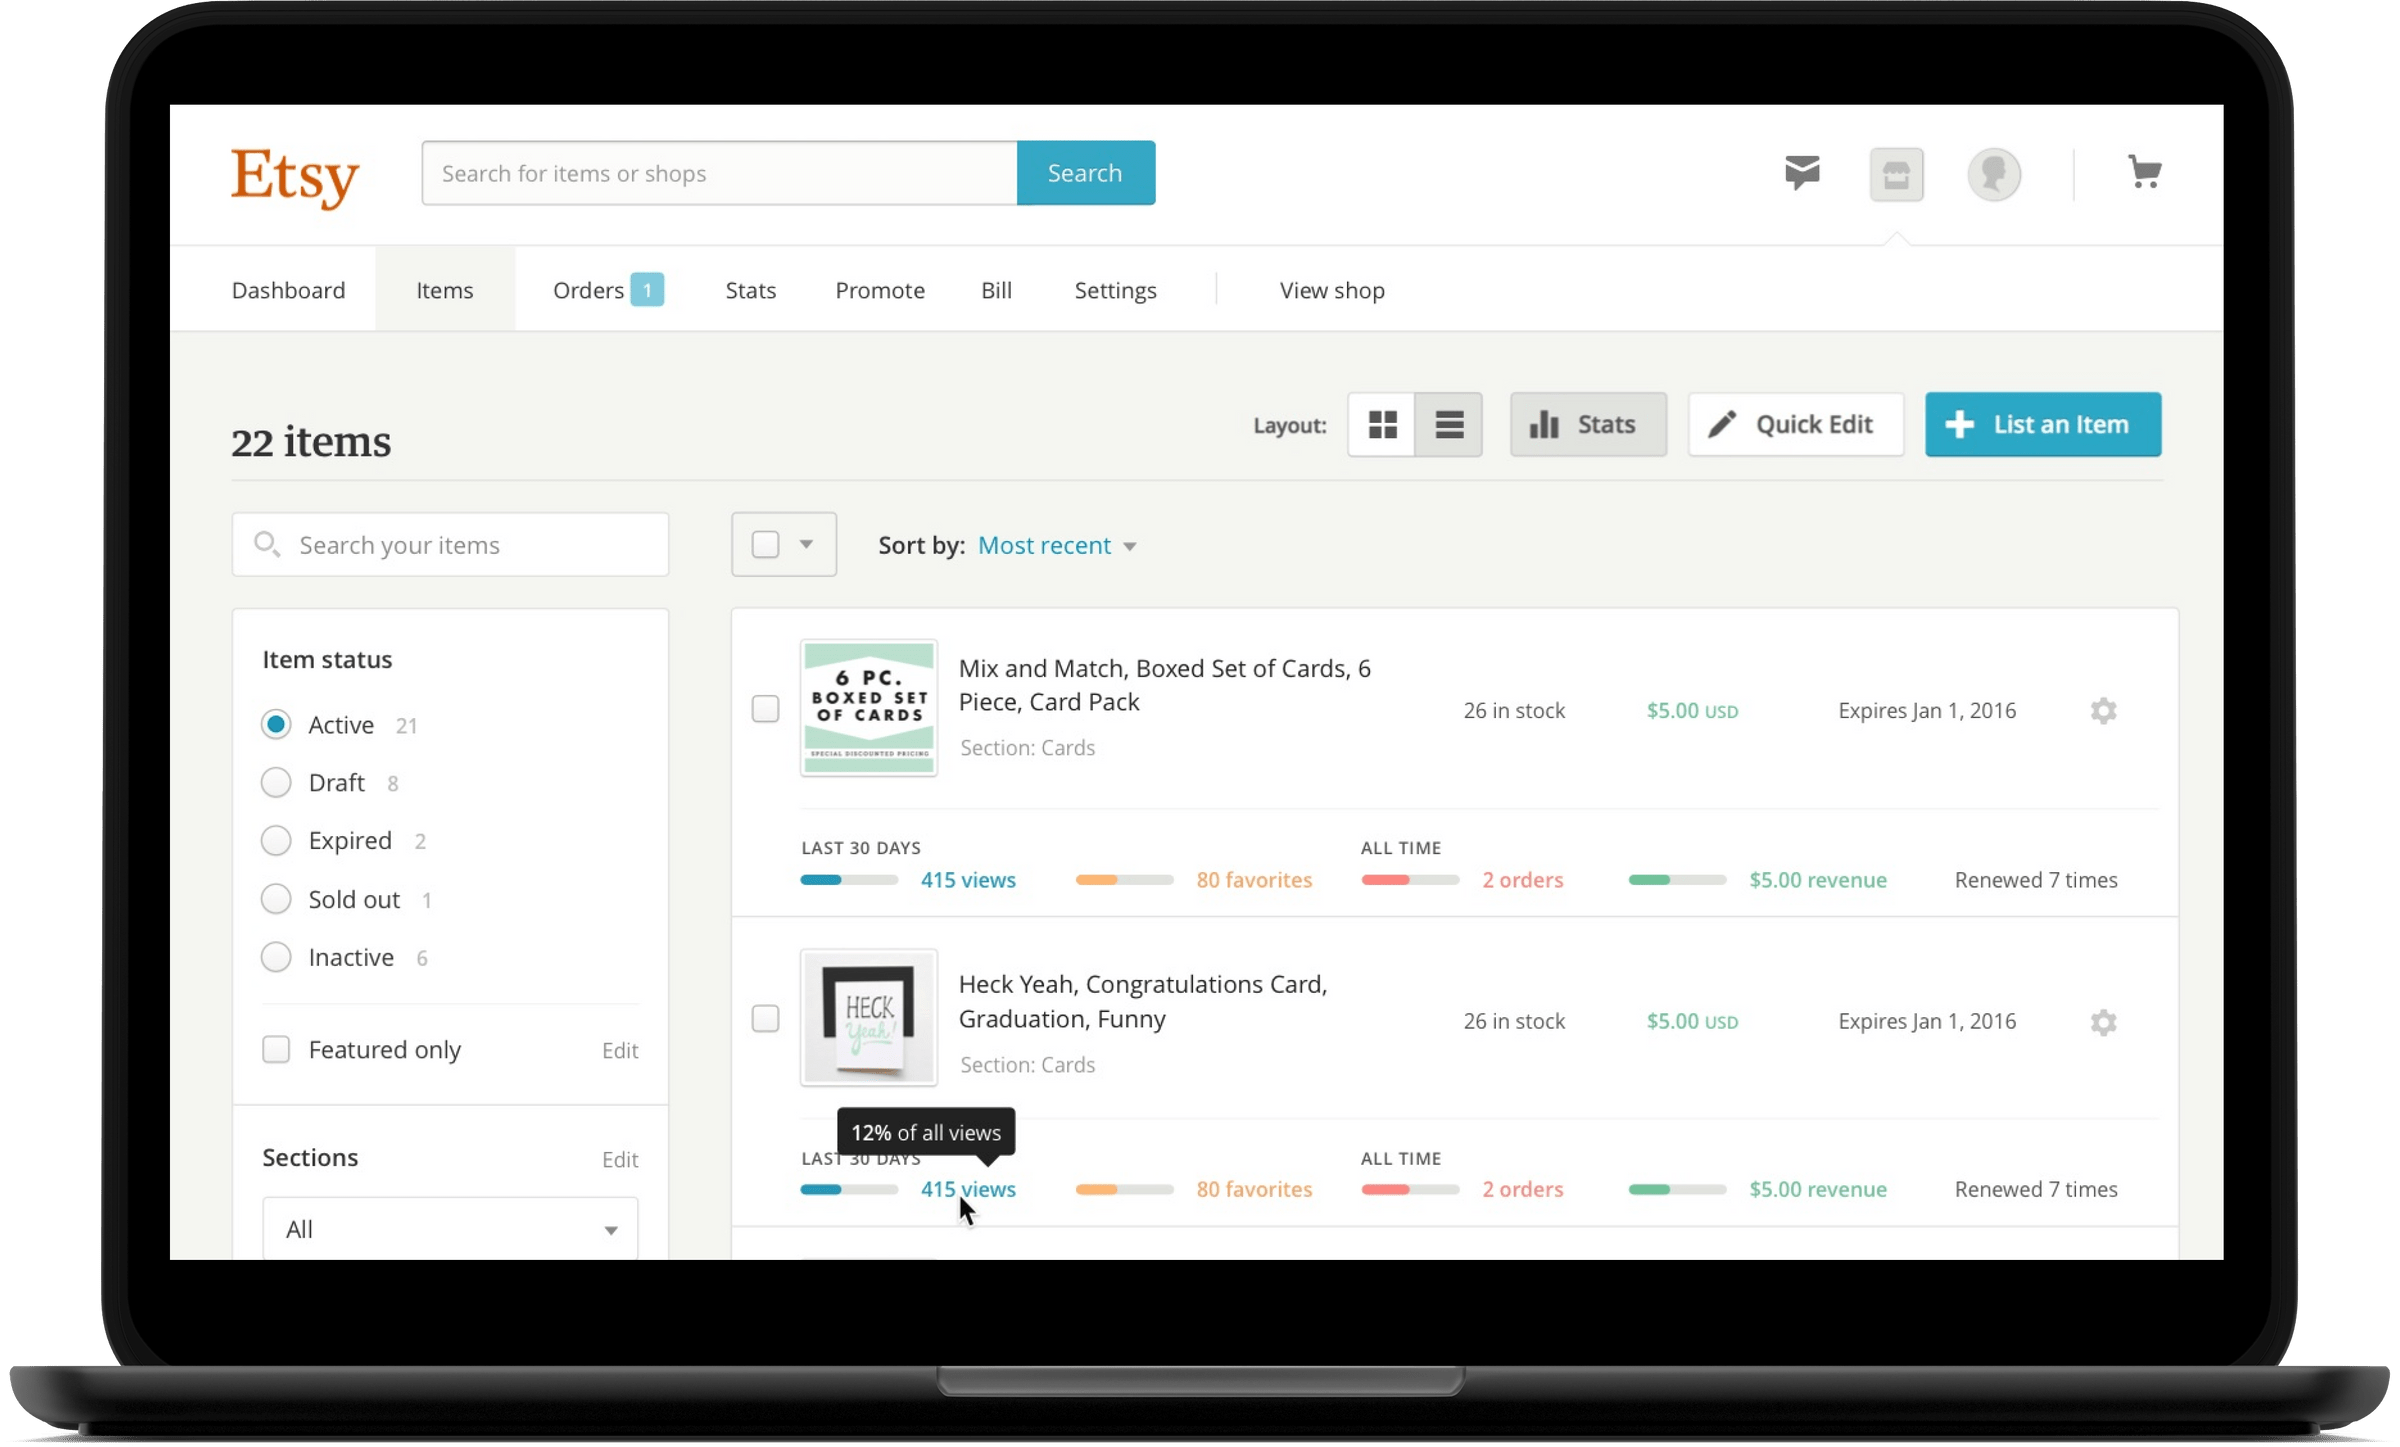 Etsy
Search for items or shops
Search
Dashboard
Items
Orders 1
Stats
Promote
Bill
Settings
View shop
22 items
Layout:
Stats
Quick Edit
List an Item
Search your items
Sort by: Most recent
Item status
Active 21
Draft 8
Expired 2
Sold out 1
Inactive 6
Featured only
Edit
Sections
Edit
All
6 PC.
BOXED SET
OF CARDS
SPECIAL DISCOUNTED PRICING
Mix and Match, Boxed Set of Cards, 6
Piece, Card Pack
Section: Cards
26 in stock
$5.00 USD
Expires Jan 1, 2016
LAST 30 DAYS
415 views
80 favorites
ALL TIME
2 orders
$5.00 revenue
Renewed 7 times
HECK
Yeah!
Heck Yeah, Congratulations Card,
Graduation, Funny
Section: Cards
26 in stock
$5.00 USD
Expires Jan 1, 2016
12% of all views
LAST 30 DAYS
415 views
80 favorites
ALL TIME
2 orders
$5.00 revenue
Renewed 7 times